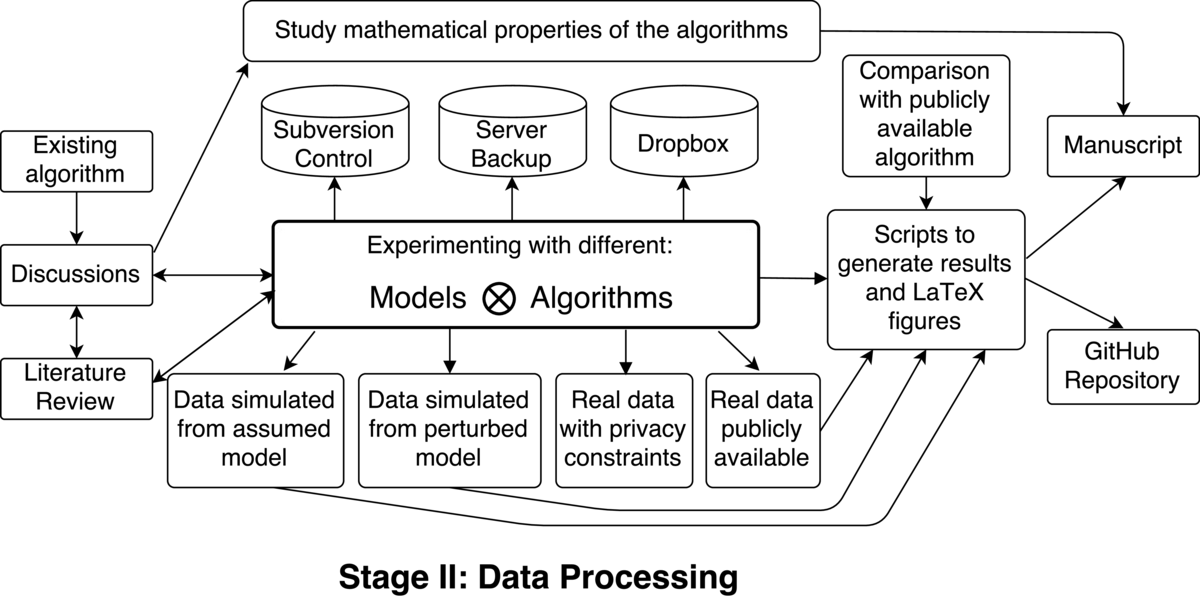 Study mathematical properties of the algorithms
Existing
algorithm
Discussions
Literature
Review
Subversion
Control
Server
Backup
Dropbox
Comparison
with publicly
available
algorithm
Manuscript
Experimenting with different:
Models ⊗ Algorithms
Scripts to
generate results
and LaTeX
figures
GitHub
Repository
Data simulated
from assumed
model
Data simulated
from perturbed
model
Real data
with privacy
constraints
Real data
publicly
available
Stage II: Data Processing